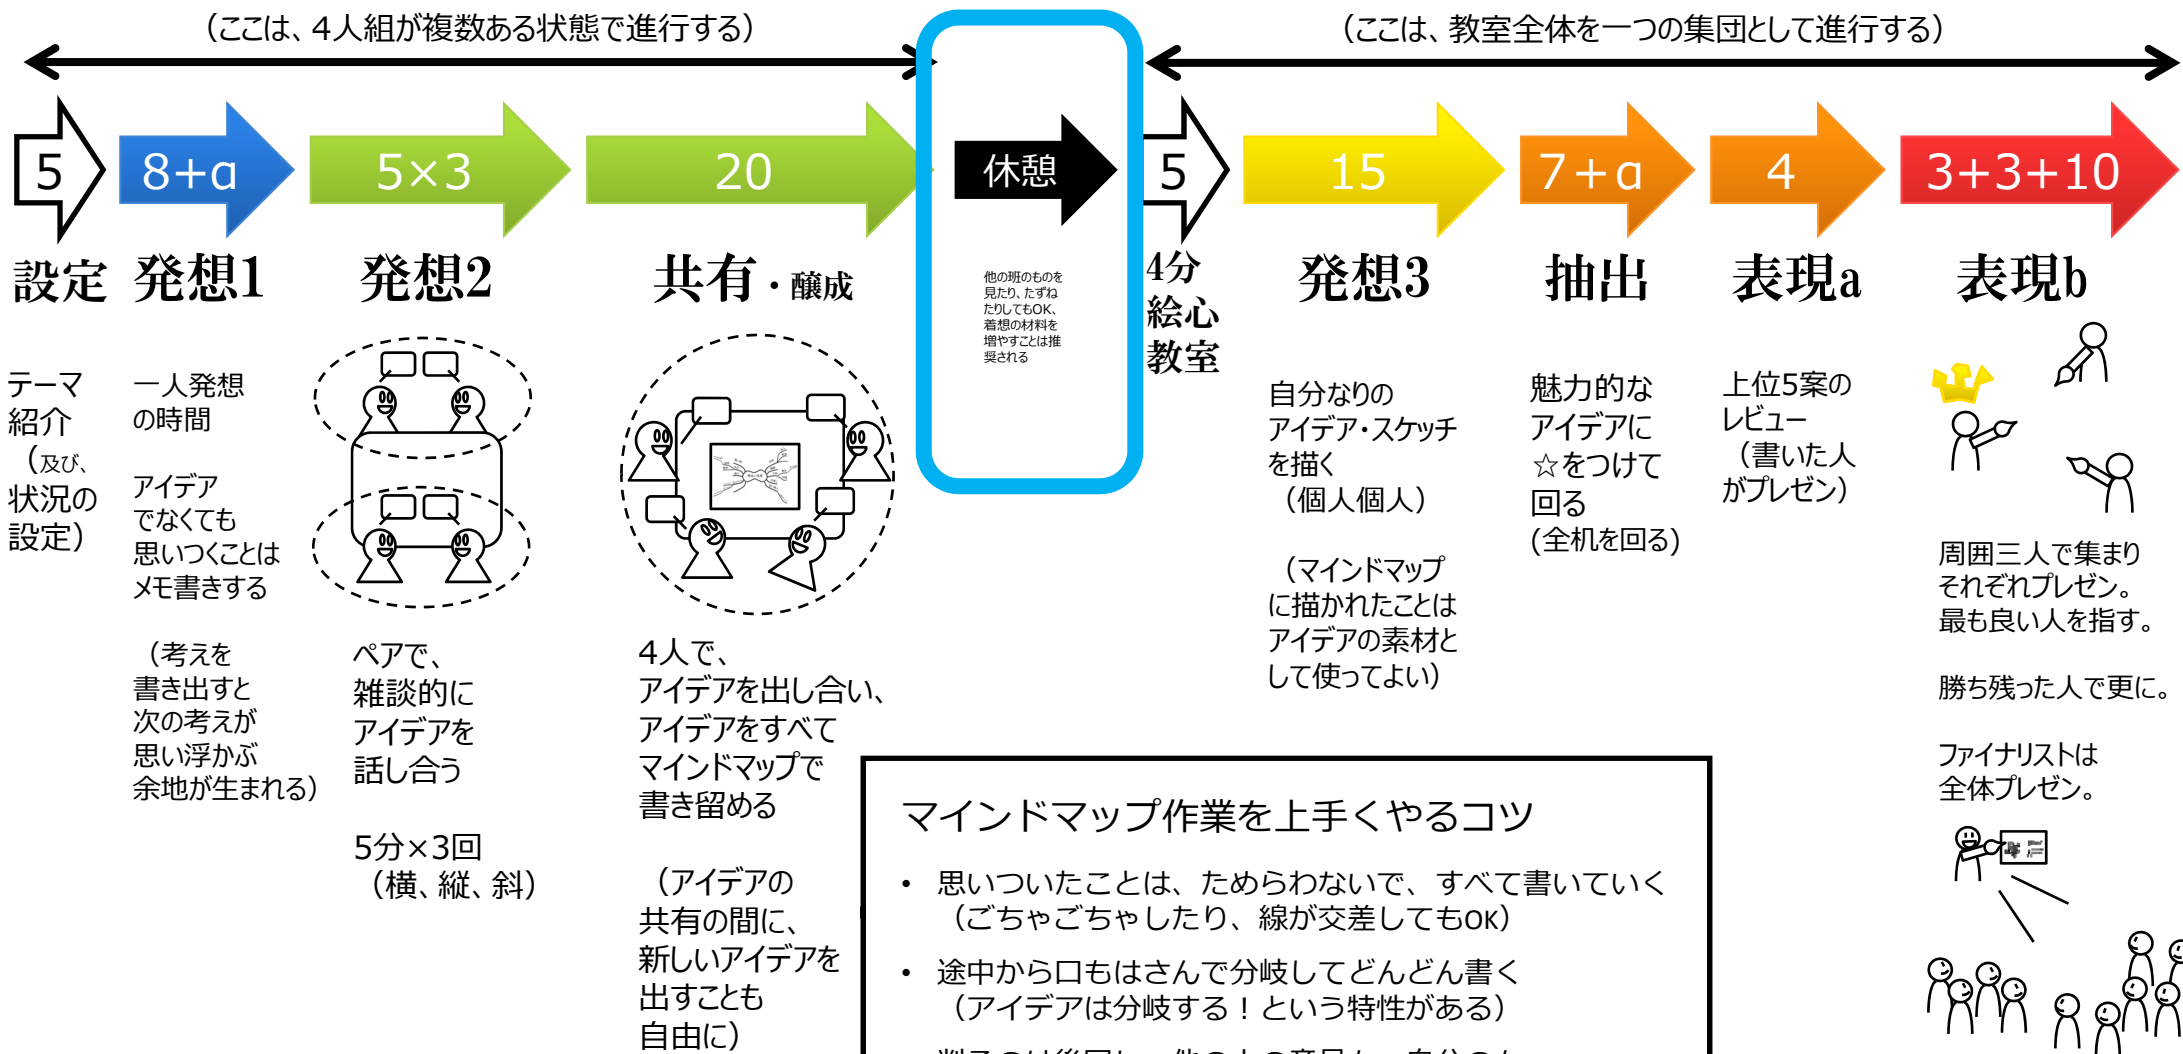 （ここは、4人組が複数ある状態で進行する）
（ここは、教室全体を一つの集団として進行する）
5
8+α
5×3
20
休憩
5
15
7+α
4
3+3+10
設定
発想1
発想2
共有・醸成
他の班のものを
見たり、たずね
たりしてもOK、
着想の材料を
増やすことは推
奨される
4分
絵心
教室
発想3
抽出
表現a
表現b
テーマ
紹介
（及び、
状況の
設定）
一人発想
の時間
アイデア
でなくても
思いつくことは
メモ書きする
（考えを
書き出すと
次の考えが
思い浮かぶ
余地が生まれる）
ペアで、
雑談的に
アイデアを
話し合う
5分×3回
（横、縦、斜）
4人で、
アイデアを出し合い、
アイデアをすべて
マインドマップで
書き留める
（アイデアの
共有の間に、
新しいアイデアを
出すことも
自由に）
自分なりの
アイデア・スケッチ
を描く
（個人個人）
（マインドマップ
に描かれたことは
アイデアの素材と
して使ってよい）
魅力的な
アイデアに
☆をつけて
回る
(全机を回る)
上位5案の
レビュー
（書いた人
がプレゼン）
周囲三人で集まり
それぞれプレゼン。
最も良い人を指す。
勝ち残った人で更に。
ファイナリストは
全体プレゼン。
マインドマップ作業を上手くやるコツ
• 思いついたことは、ためらわないで、すべて書いていく
（ごちゃごちゃしたり、線が交差してもOK）
• 途中から口もはさんで分岐してどんどん書く
（アイデアは分岐する！という特性がある）